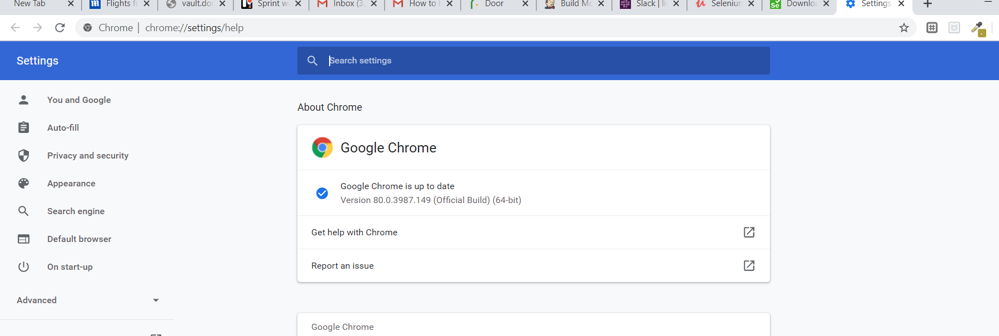 New Tab
Flights f
vault.do
Sprint w
Inbox (3
How to
Door
Build Mo
Slack | li
Seleniu
Downlo
Settings
Chrome | chrome://settings/help
Settings
Search settings
You and Google
Auto-fill
Privacy and security
Appearance
Search engine
Default browser
On start-up
Advanced
About Chrome
Google Chrome
Google Chrome is up to date
Version 80.0.3987.149 (Official Build) (64-bit)
Get help with Chrome
Report an issue
Google Chrome